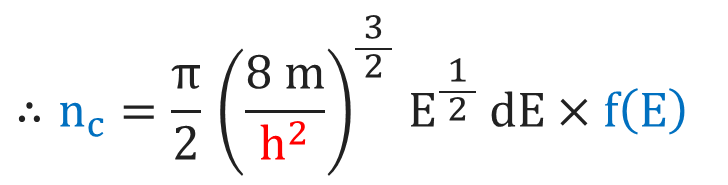 ∴ n_c = π/2 (8 m/h²)^(3/2) E^(1/2) dE × f(E)